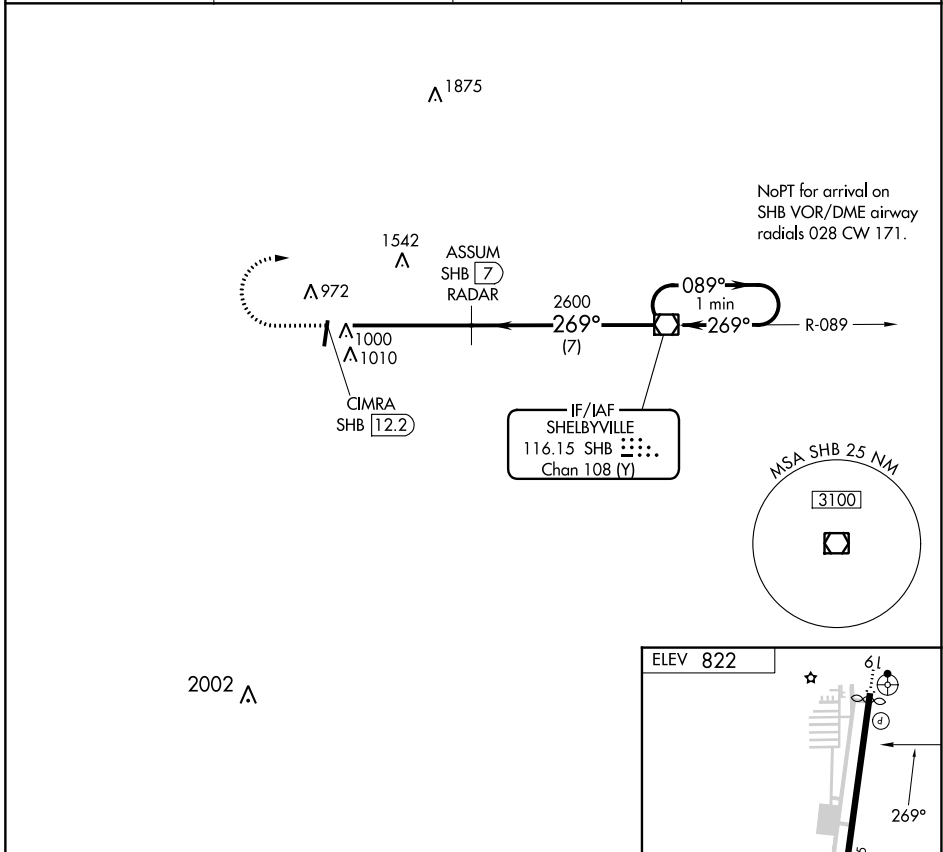 1875
NoPT for arrival on
SHB VOR/DME airway
radials 028 CW 171.
1542
ASSUM
SHB 7
RADAR
972
2600
269°
(7)
089°
1 min
269°
R-089
1000
1010
CIMRA
SHB 12.2
IF/IAF
SHELBYVILLE
116.15 SHB
Chan 108 (Y)
MSA SHB 25 NM
3100
2002
ELEV 822
19
P
269°